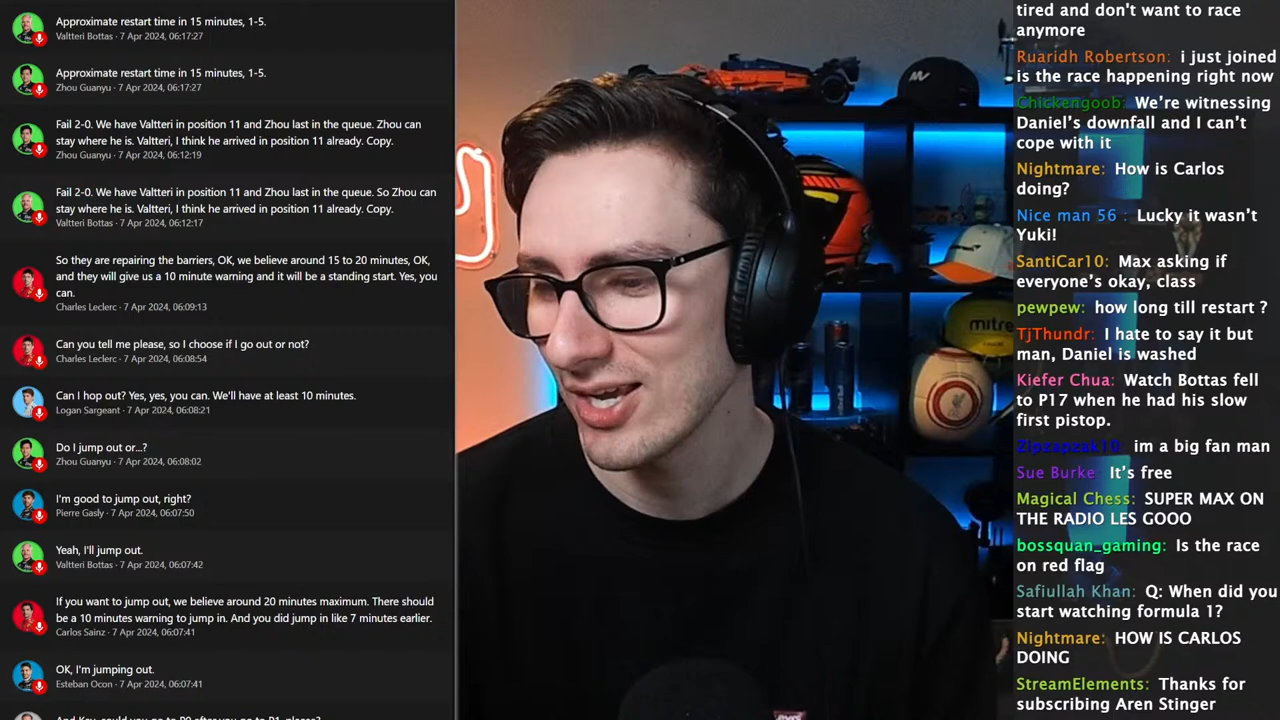 Approximate restart time in 15 minutes, 1-5.
Valtteri Bottas · 7 Apr 2024, 06:17:27
Approximate restart time in 15 minutes, 1-5.
Zhou Guanyu · 7 Apr 2024, 06:17:27
Fail 2-0. We have Valtteri in position 11 and Zhou last in the queue. Zhou can
stay where he is. Valtteri, I think he arrived in position 11 already. Copy.
Zhou Guanyu · 7 Apr 2024, 06:12:19
Fail 2-0. We have Valtteri in position 11 and Zhou last in the queue. So Zhou can
stay where he is. Valtteri, I think he arrived in position 11 already. Copy.
Valtteri Bottas · 7 Apr 2024, 06:12:17
So they are repairing the barriers, OK, we believe around 15 to 20 minutes, OK,
and they will give us a 10 minute warning and it will be a standing start. Yes, you
can.
Charles Leclerc · 7 Apr 2024, 06:09:13
Can you tell me please, so I choose if I go out or not?
Charles Leclerc · 7 Apr 2024, 06:08:54
Can I hop out? Yes, yes, you can. We'll have at least 10 minutes.
Logan Sargeant · 7 Apr 2024, 06:08:21
Do I jump out or...?
Zhou Guanyu · 7 Apr 2024, 06:08:02
I'm good to jump out, right?
Pierre Gasly · 7 Apr 2024, 06:07:50
Yeah, I'll jump out.
Valtteri Bottas · 7 Apr 2024, 06:07:42
If you want to jump out, we believe around 20 minutes maximum. There should
be a 10 minutes warning to jump in. And you did jump in like 7 minutes earlier.
Carlos Sainz · 7 Apr 2024, 06:07:41
OK, I'm jumping out.
Esteban Ocon · 7 Apr 2024, 06:07:41
mitre
tired and don't want to race
anymore
Ruaridh Robertson: i just joined
is the race happening right now
Chickengoob: We're witnessing
Daniel's downfall and I can't
cope with it
Nightmare: How is Carlos
doing?
Nice man 56 : Lucky it wasn't
Yuki!
SantiCar10: Max asking if
everyone's okay, class
pewpew: how long till restart ?
TjThundr: I hate to say it but
man, Daniel is washed
Kiefer Chua: Watch Bottas fell
to P17 when he had his slow
first pistop.
Zipzapzak10: im a big fan man
Sue Burke: It's free
Magical Chess: SUPER MAX ON
THE RADIO LES GOOO
bossquan_gaming: Is the race
on red flag
Safiullah Khan: Q: When did you
start watching formula 1?
Nightmare: HOW IS CARLOS
DOING
StreamElements: Thanks for
subscribing Aren Stinger